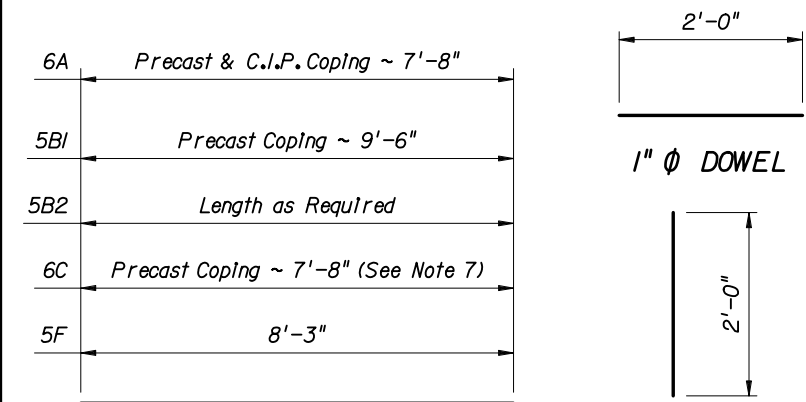 6A Precast & C.I.P. Coping ~ 7'-8"
5B1 Precast Coping ~ 9'-6"
5B2 Length as Required
6C Precast Coping ~ 7'-8" (See Note 7)
5F 8'-3"
2'-0"
1" ϕ DOWEL
2'-0"